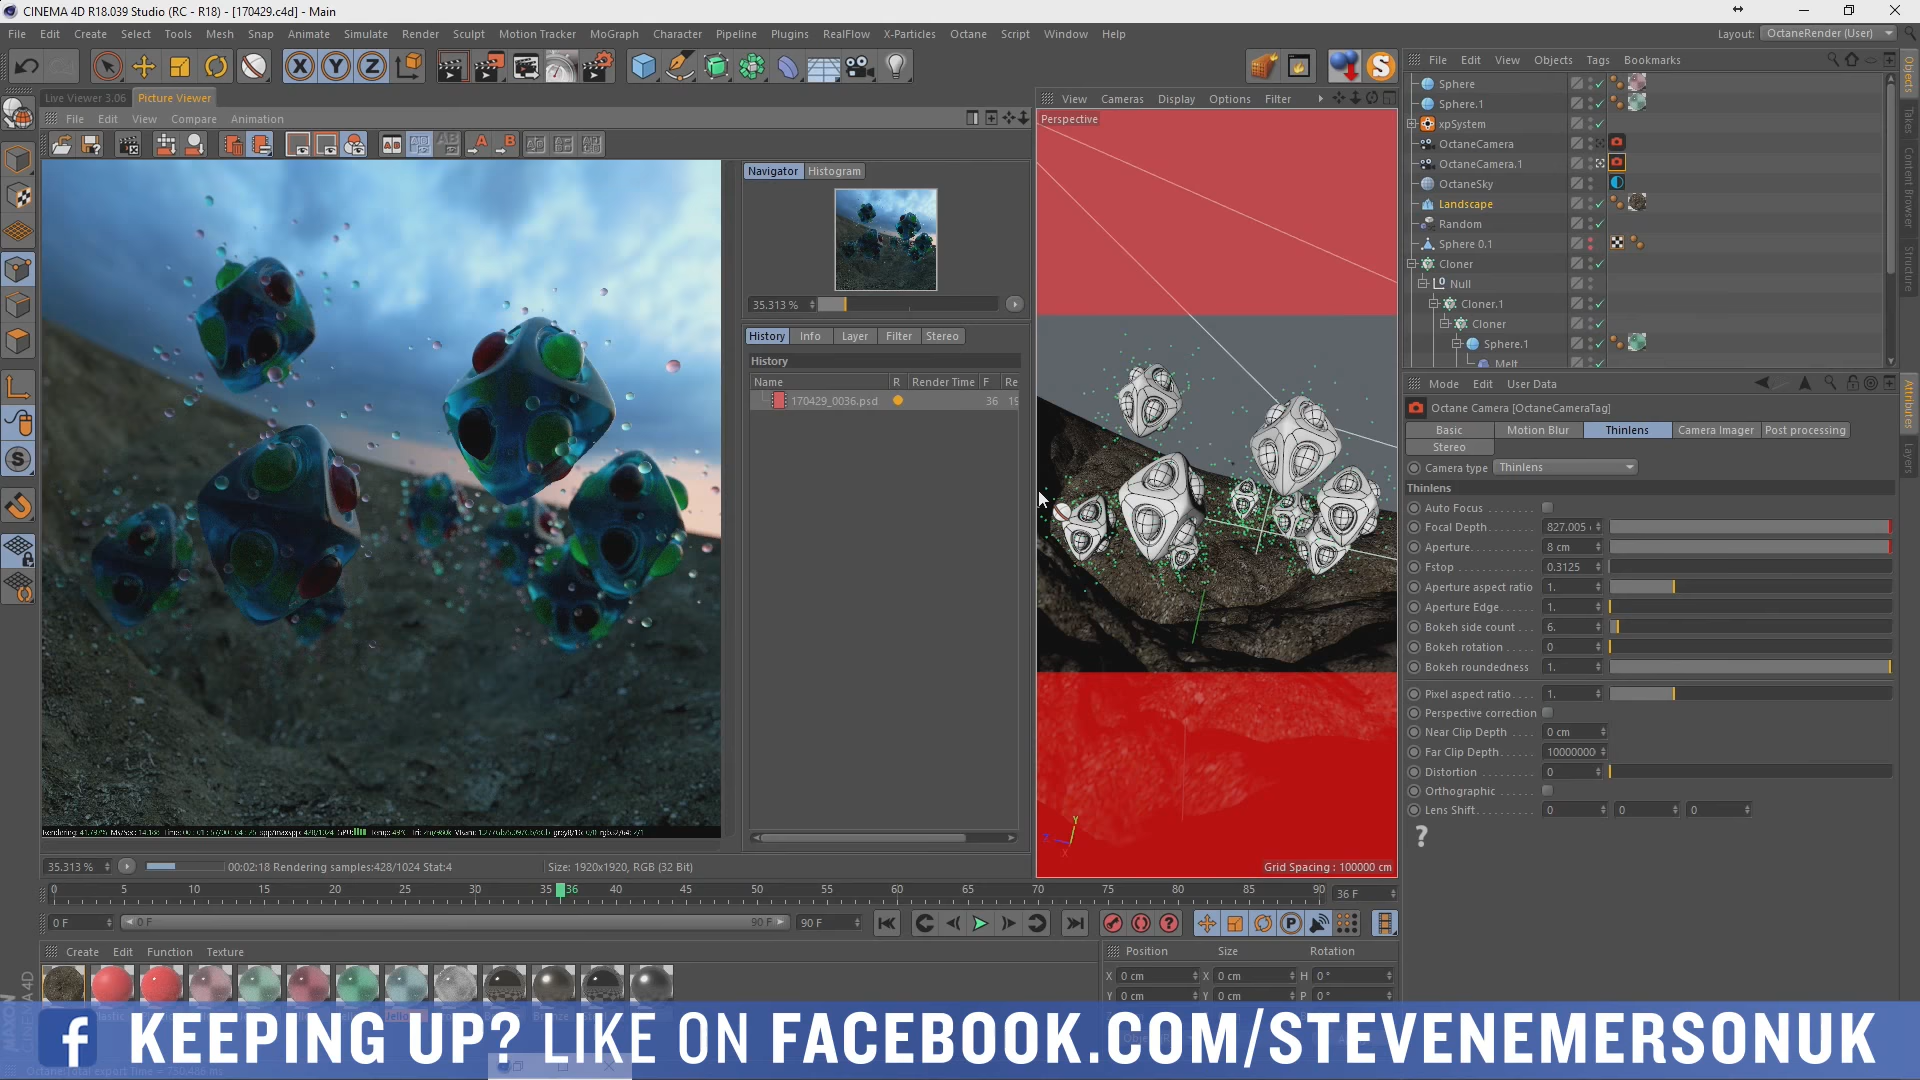 CINEMA 4D R18.039 Studio (RC - R18) - [170429.c4d] - Main
File Edit Create Select Tools Mesh Snap Animate Simulate Render Sculpt Motion Tracker MoGraph Character Pipeline Plugins RealFlow X-Particles Octane Script Window Help
Layout: OctaneRender (User)
Live Viewer 3.06 Picture Viewer
File Edit View Compare Animation
Navigator Histogram
35.313 %
History Info Layer Filter Stereo
History
Name R Render Time F Re
170429_0036.psd 36 19
35.313 % 00:02:18 Rendering samples:428/1024 Stat:4 Size: 1920x1920, RGB (32 Bit)
View Cameras Display Options Filter
Perspective
Grid Spacing : 100000 cm
File Edit View Objects Tags Bookmarks
Sphere
Sphere.1
xpSystem
OctaneCamera
OctaneCamera.1
OctaneSky
Landscape
Random
Sphere 0.1
Cloner
Null
Cloner.1
Cloner
Sphere.1
Melt
Objects
Takes
Content Browser
Structure
Mode Edit User Data
Octane Camera [OctaneCameraTag]
Basic Motion Blur Thinlens Camera Imager Post processing
Stereo
Camera type Thinlens
Thinlens
Auto Focus
Focal Depth 827.005
Aperture 8 cm
Fstop 0.3125
Aperture aspect ratio 1.
Aperture Edge 1.
Bokeh side count 6.
Bokeh rotation 0
Bokeh roundedness 1.
Pixel aspect ratio 1.
Perspective correction
Near Clip Depth 0 cm
Far Clip Depth 10000000
Distortion 0
Orthographic
Lens Shift 0 0 0
?
Attributes
Layers
0 5 10 15 20 25 30 35 36 40 45 50 55 60 65 70 75 80 85 90 36 F
0 F 0 F 90 F 90 F
Create Edit Function Texture
Position Size Rotation
X 0 cm X 0 cm H 0°
Y 0 cm Y 0 cm P 0°
MAXON CINEMA 4D
f KEEPING UP? LIKE ON FACEBOOK.COM/STEVENEMERSONUK